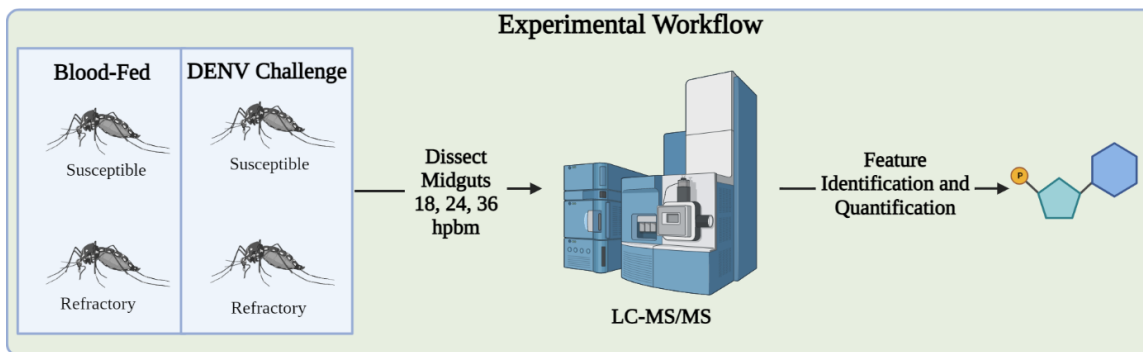 Experimental Workflow
Blood-Fed
DENV Challenge
Susceptible
Susceptible
Refractory
Refractory
Dissect
Midguts
18, 24, 36
hpbm
LC-MS/MS
Feature
Identification and
Quantification
P